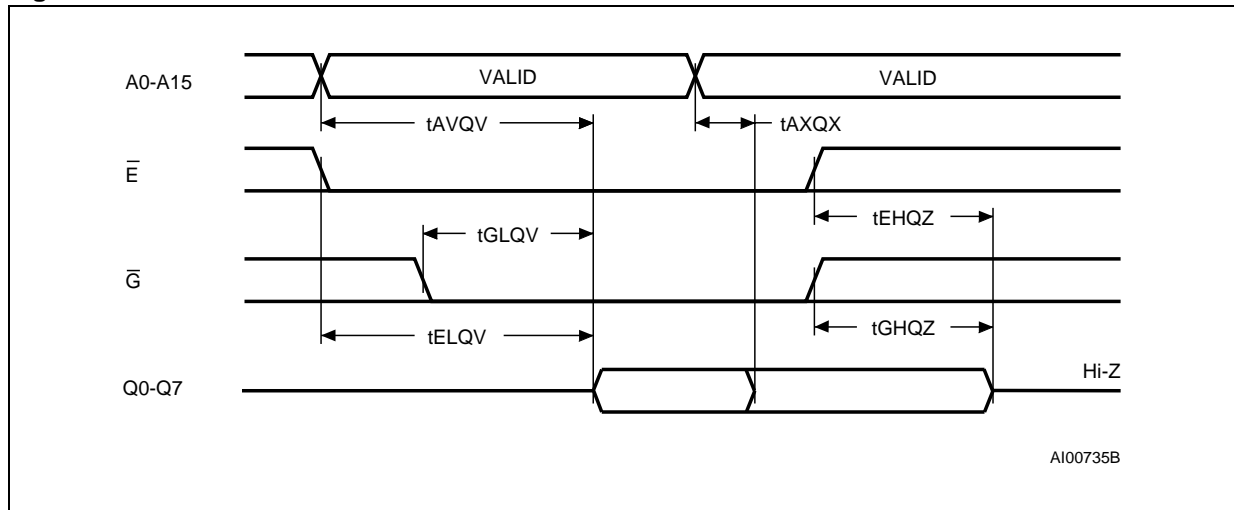 A0-A15
VALID
VALID
tAVQV
tAXQX
E̅
tEHQZ
tGLQV
G̅
tGHQZ
tELQV
Q0-Q7
Hi-Z
AI00735B